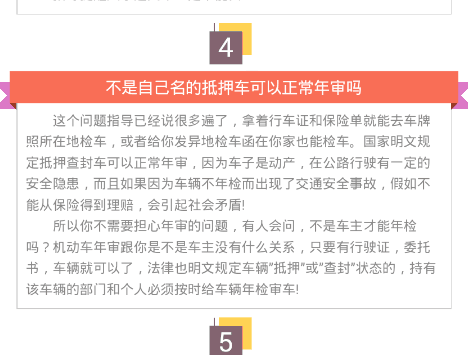 4
不是自己名的抵押车可以正常年审吗
这个问题指导已经说很多遍了，拿着行车证和保险单就能去车牌
照所在地检车，或者给你发异地检车函在你家也能检车。国家明文规
定抵押查封车可以正常年审，因为车子是动产，在公路行驶有一定的
安全隐患，而且如果因为车辆不年检而出现了交通安全事故，假如不
能从保险得到理赔，会引起社会矛盾!
所以你不需要担心年审的问题，有人会问，不是车主才能年检
吗？机动车年审跟你是不是车主没有什么关系，只要有行驶证，委托
书，车辆就可以了，法律也明文规定车辆"抵押"或"查封"状态的，持有
该车辆的部门和个人必须按时给车辆年检审车!
5